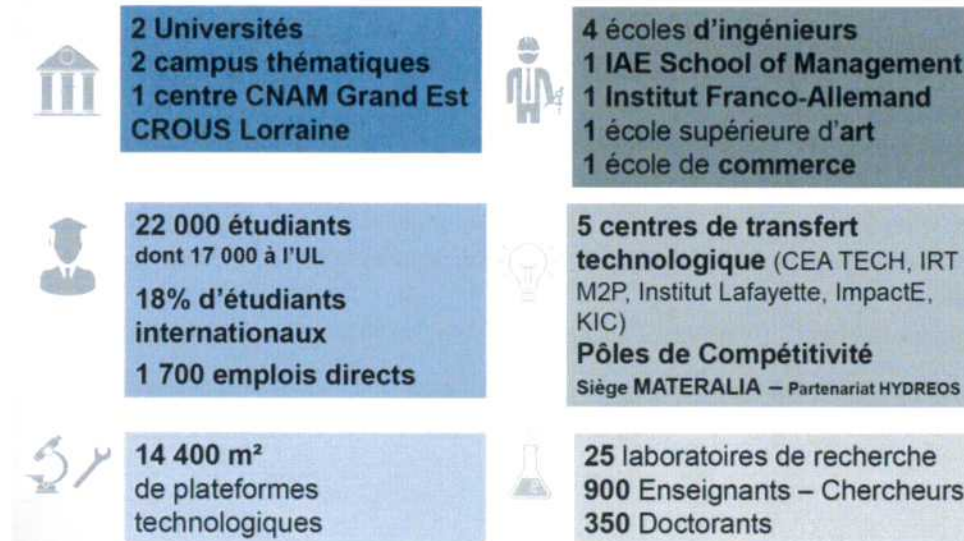 2 Universités
2 campus thématiques
1 centre CNAM Grand Est
CROUS Lorraine
4 écoles d'ingénieurs
1 IAE School of Management
1 Institut Franco-Allemand
1 école supérieure d'art
1 école de commerce
22 000 étudiants
dont 17 000 à l'UL
18% d'étudiants
internationaux
1 700 emplois directs
5 centres de transfert
technologique (CEA TECH, IRT
M2P, Institut Lafayette, ImpactE,
KIC)
Pôles de Compétitivité
Siège MATERALIA – Partenariat HYDREOS
14 400 m²
de plateformes
technologiques
25 laboratoires de recherche
900 Enseignants – Chercheurs
350 Doctorants